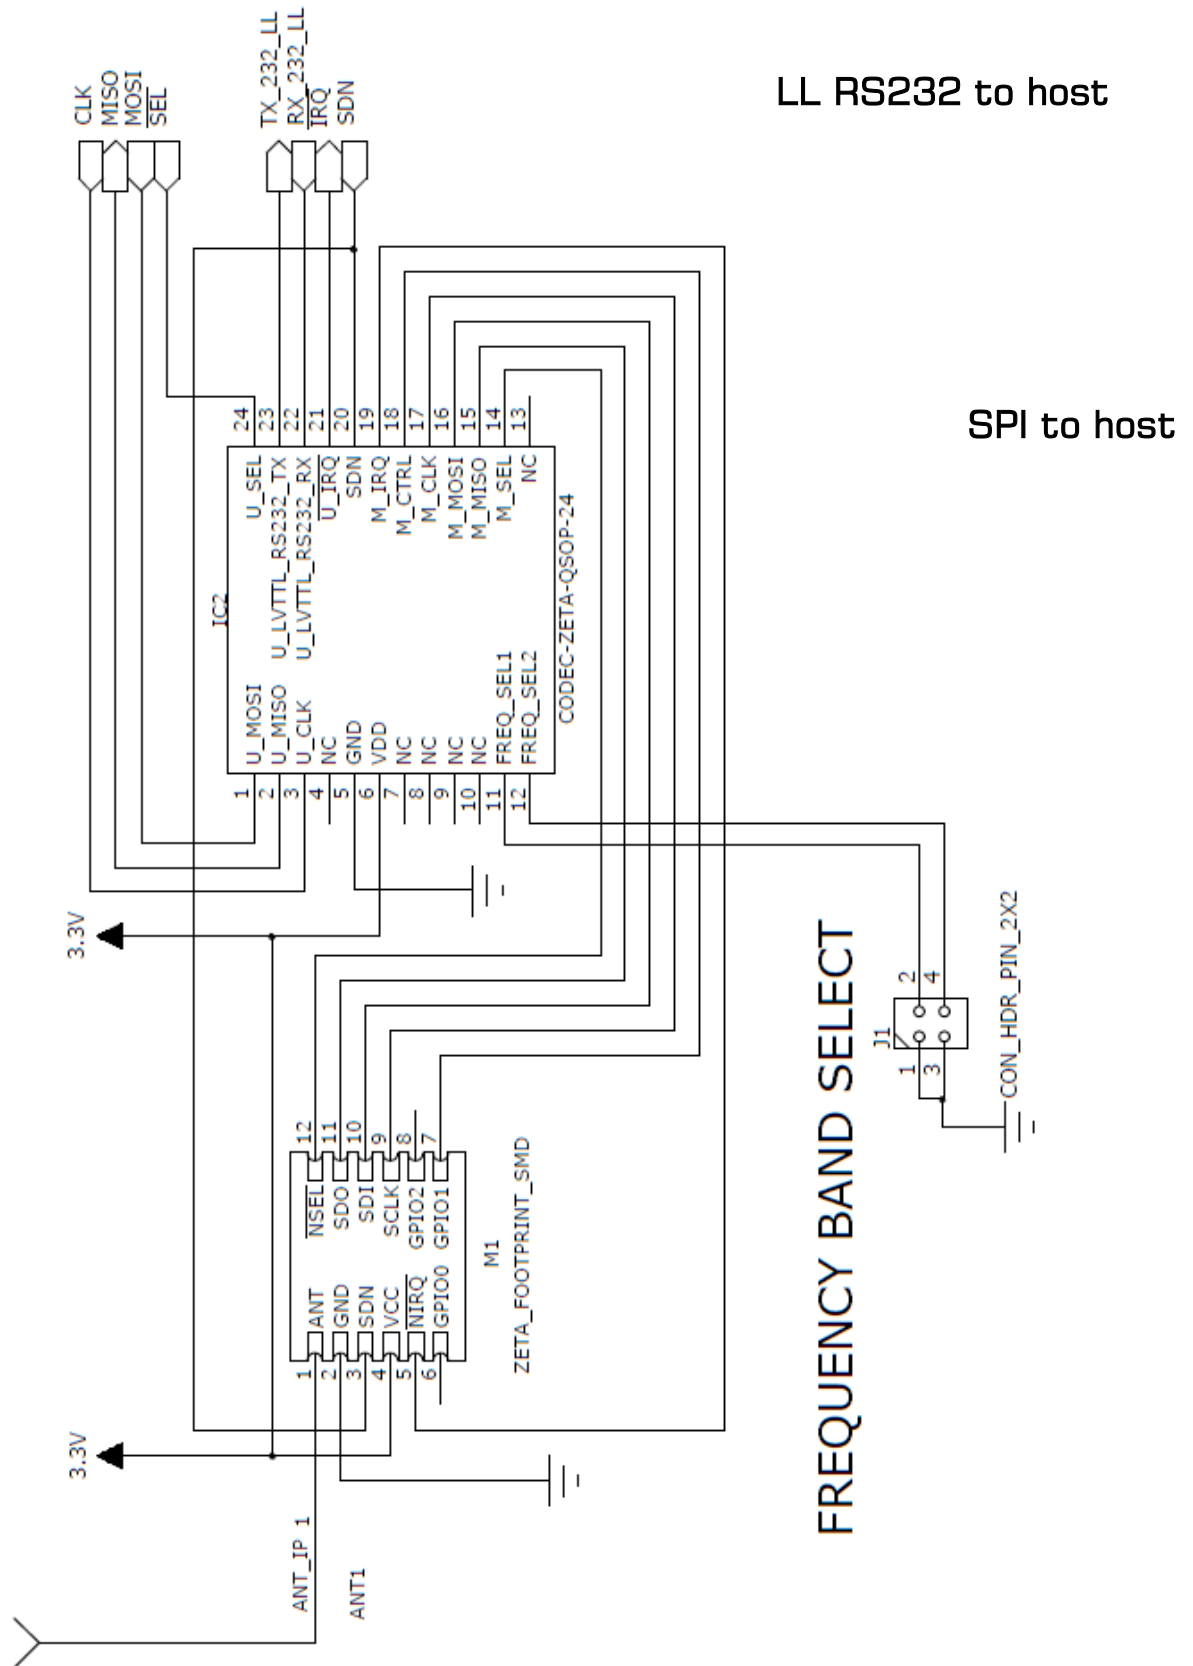 LL RS232 to host
SPI to host
CLK
MISO
MOSI
SEL
TX_232_LL
RX_232_LL
IRQ
SDN
IC2
24
23
22
21
20
19
18
17
16
15
14
13
U_SEL
U_LVTTL_RS232_TX
U_LVTTL_RS232_RX
U_IRQ
SDN
M_IRQ
M_CTRL
M_CLK
M_MOSI
M_MISO
M_SEL
NC
U_MOSI
U_MISO
U_CLK
NC
GND
VDD
NC
NC
NC
NC
FREQ_SEL1
FREQ_SEL2
1
2
3
4
5
6
7
8
9
10
11
12
CODEC-ZETA-QSOP-24
3.3V
12
11
10
9
8
7
NSEL
SDO
SDI
SCLK
GPIO2
GPIO1
ANT
GND
SDN
VCC
NIRQ
GPIO0
1
2
3
4
5
6
M1
ZETA_FOOTPRINT_SMD
3.3V
ANT_IP 1
ANT1
FREQUENCY BAND SELECT
J1
2
4
1
3
CON_HDR_PIN_2X2